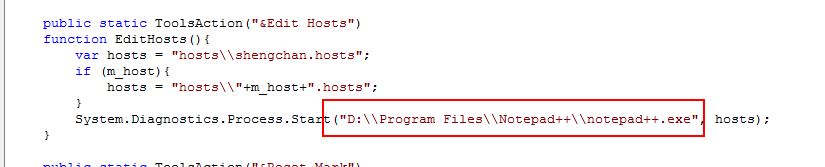 public static ToolsAction("&Edit Hosts")
function EditHosts(){
var hosts = "hosts\\shengchan.hosts";
if (m_host){
hosts = "hosts\\"+m_host+".hosts";
}
System.Diagnostics.Process.Start("D:\\Program Files\\Notepad++\\notepad++.exe", hosts);
}
public static ToolsAction("&Reset Mark")